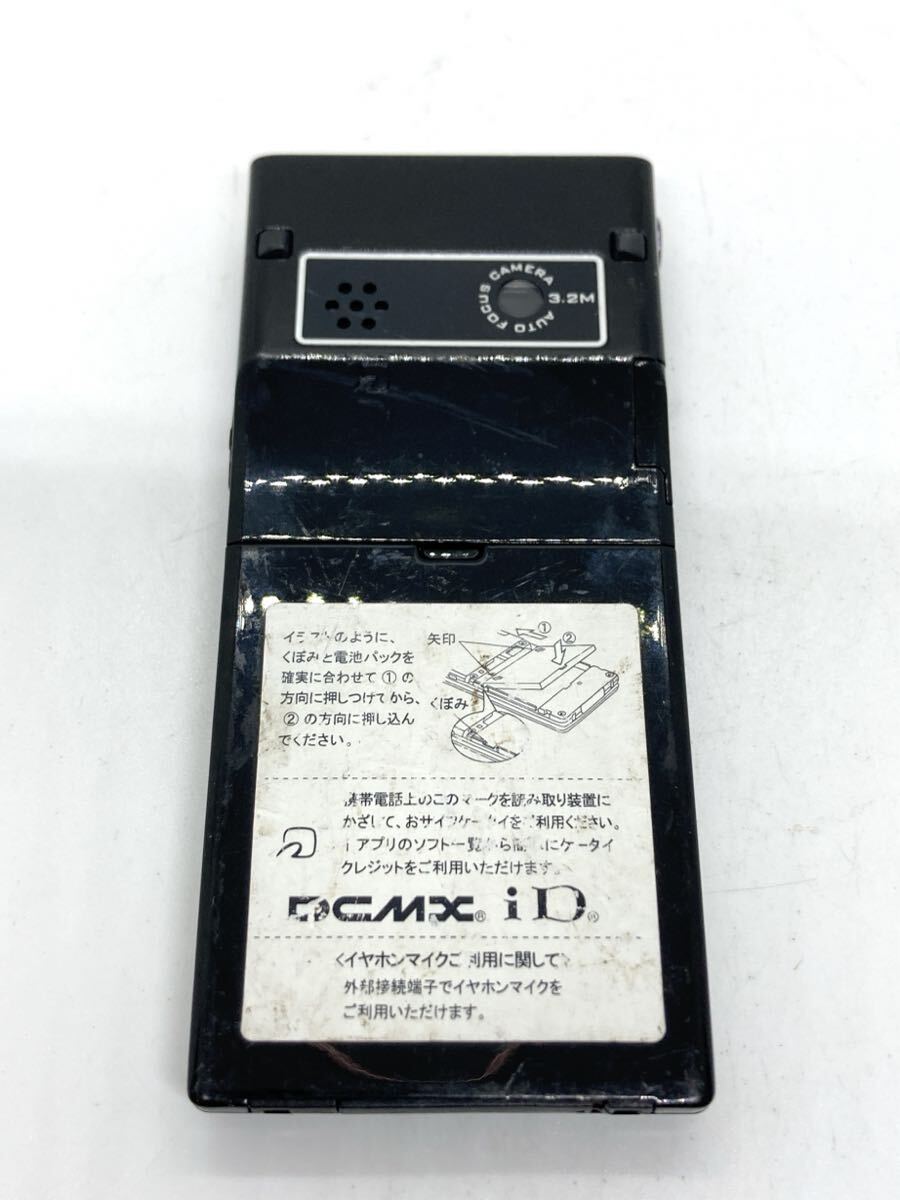 AUTO FOCUS CAMERA
3.2M
イラストのように、
くぼみと電池パックを
確実に合わせて①の
方向に押しつけてから、
②の方向に押し込ん
でください。
矢印
①
②
くぼみ
携帯電話上のこのマークを読み取り装置に
かざして、おサイフケータイをご利用ください。
iアプリのソフト一覧から簡単にケータイ
クレジットをご利用いただけます。
DCMX® iD®
〈イヤホンマイクご利用に関して〉
外部接続端子でイヤホンマイクを
ご利用いただけます。